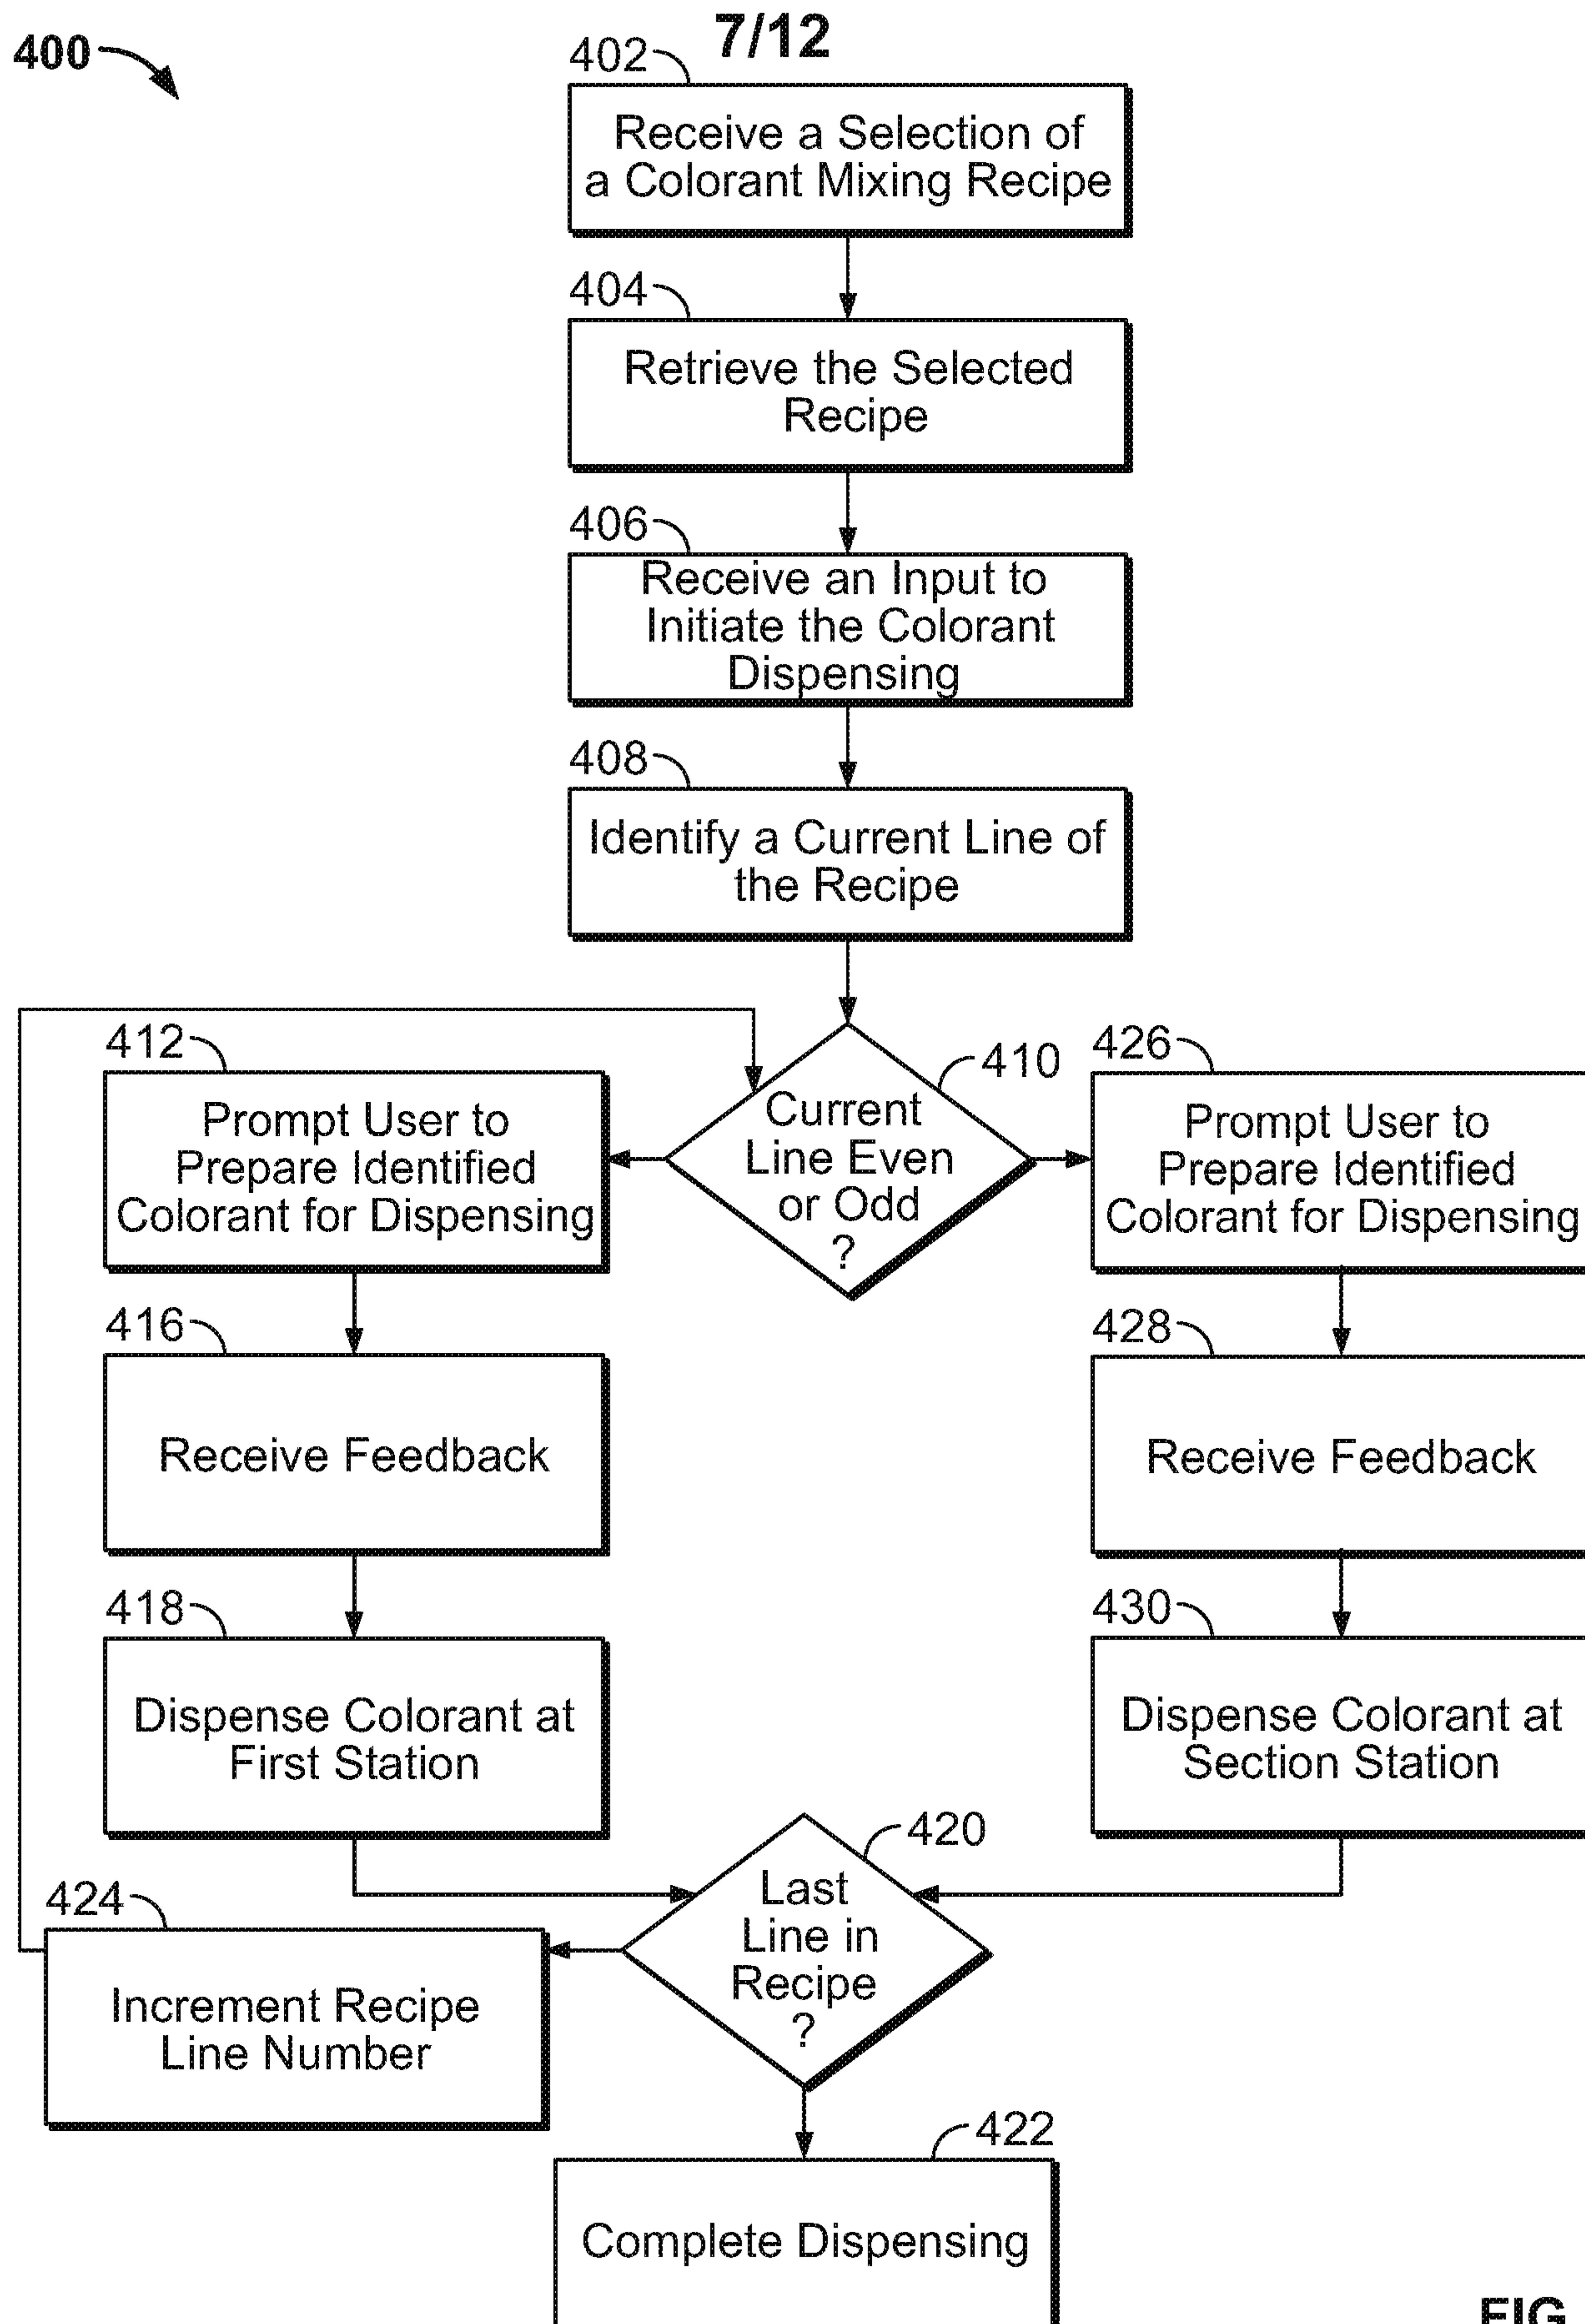 400
7/12
402
Receive a Selection of
a Colorant Mixing Recipe
404
Retrieve the Selected
Recipe
406
Receive an Input to
Initiate the Colorant
Dispensing
408
Identify a Current Line of
the Recipe
410
Current
Line Even
or Odd
?
412
Prompt User to
Prepare Identified
Colorant for Dispensing
416
Receive Feedback
418
Dispense Colorant at
First Station
426
Prompt User to
Prepare Identified
Colorant for Dispensing
428
Receive Feedback
430
Dispense Colorant at
Section Station
420
Last
Line in
Recipe
?
424
Increment Recipe
Line Number
422
Complete Dispensing
FIG